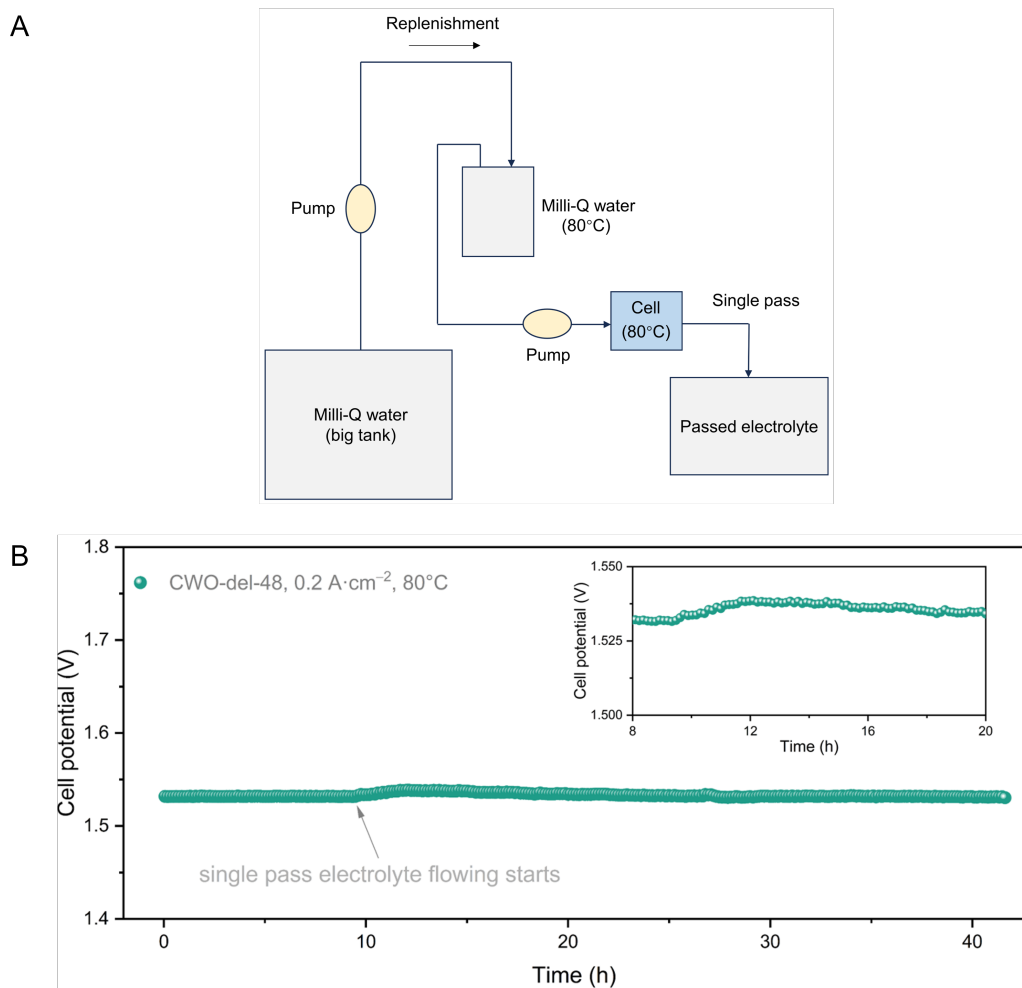 A
Replenishment
Pump
Milli-Q water
(80°C)
Cell
(80°C)
Single pass
Pump
Milli-Q water
(big tank)
Passed electrolyte
B
CWO-del-48, 0.2 A·cm⁻², 80°C
Cell potential (V)
1.8
1.7
1.6
1.5
1.4
0
10
20
30
40
Time (h)
single pass electrolyte flowing starts
Cell potential (V)
1.550
1.525
1.500
8
12
16
20
Time (h)